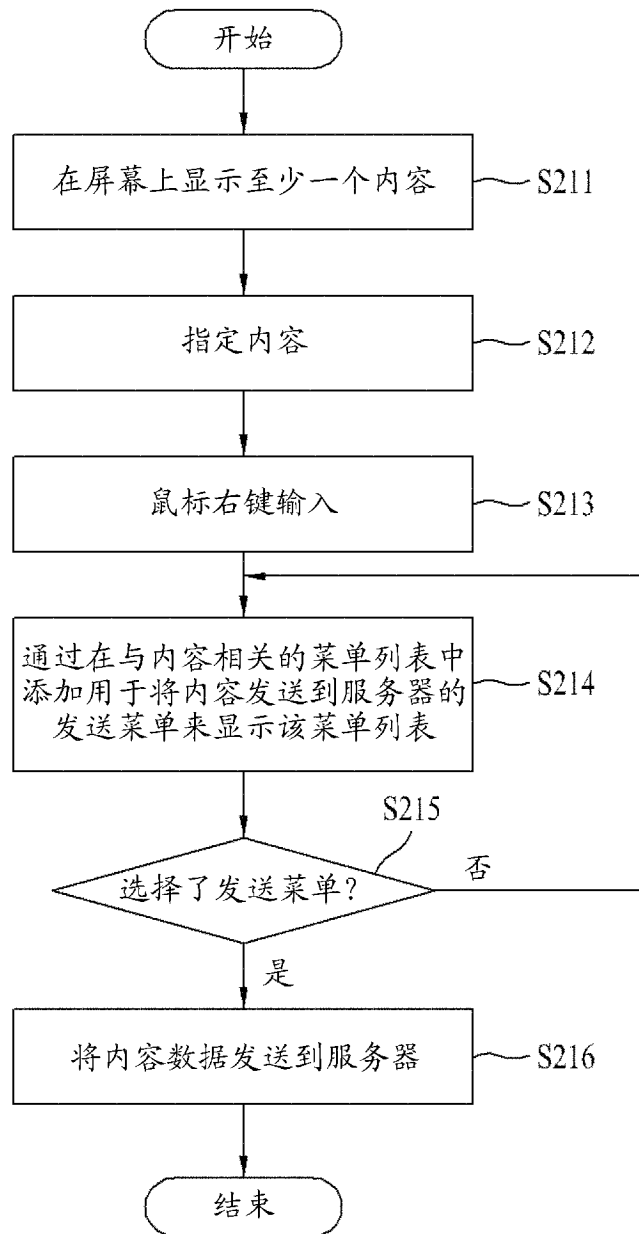 开始
在屏幕上显示至少一个内容
S211
指定内容
S212
鼠标右键输入
S213
通过在与内容相关的菜单列表中
添加用于将内容发送到服务器的
发送菜单来显示该菜单列表
S214
S215
选择了发送菜单?
否
是
将内容数据发送到服务器
S216
结束